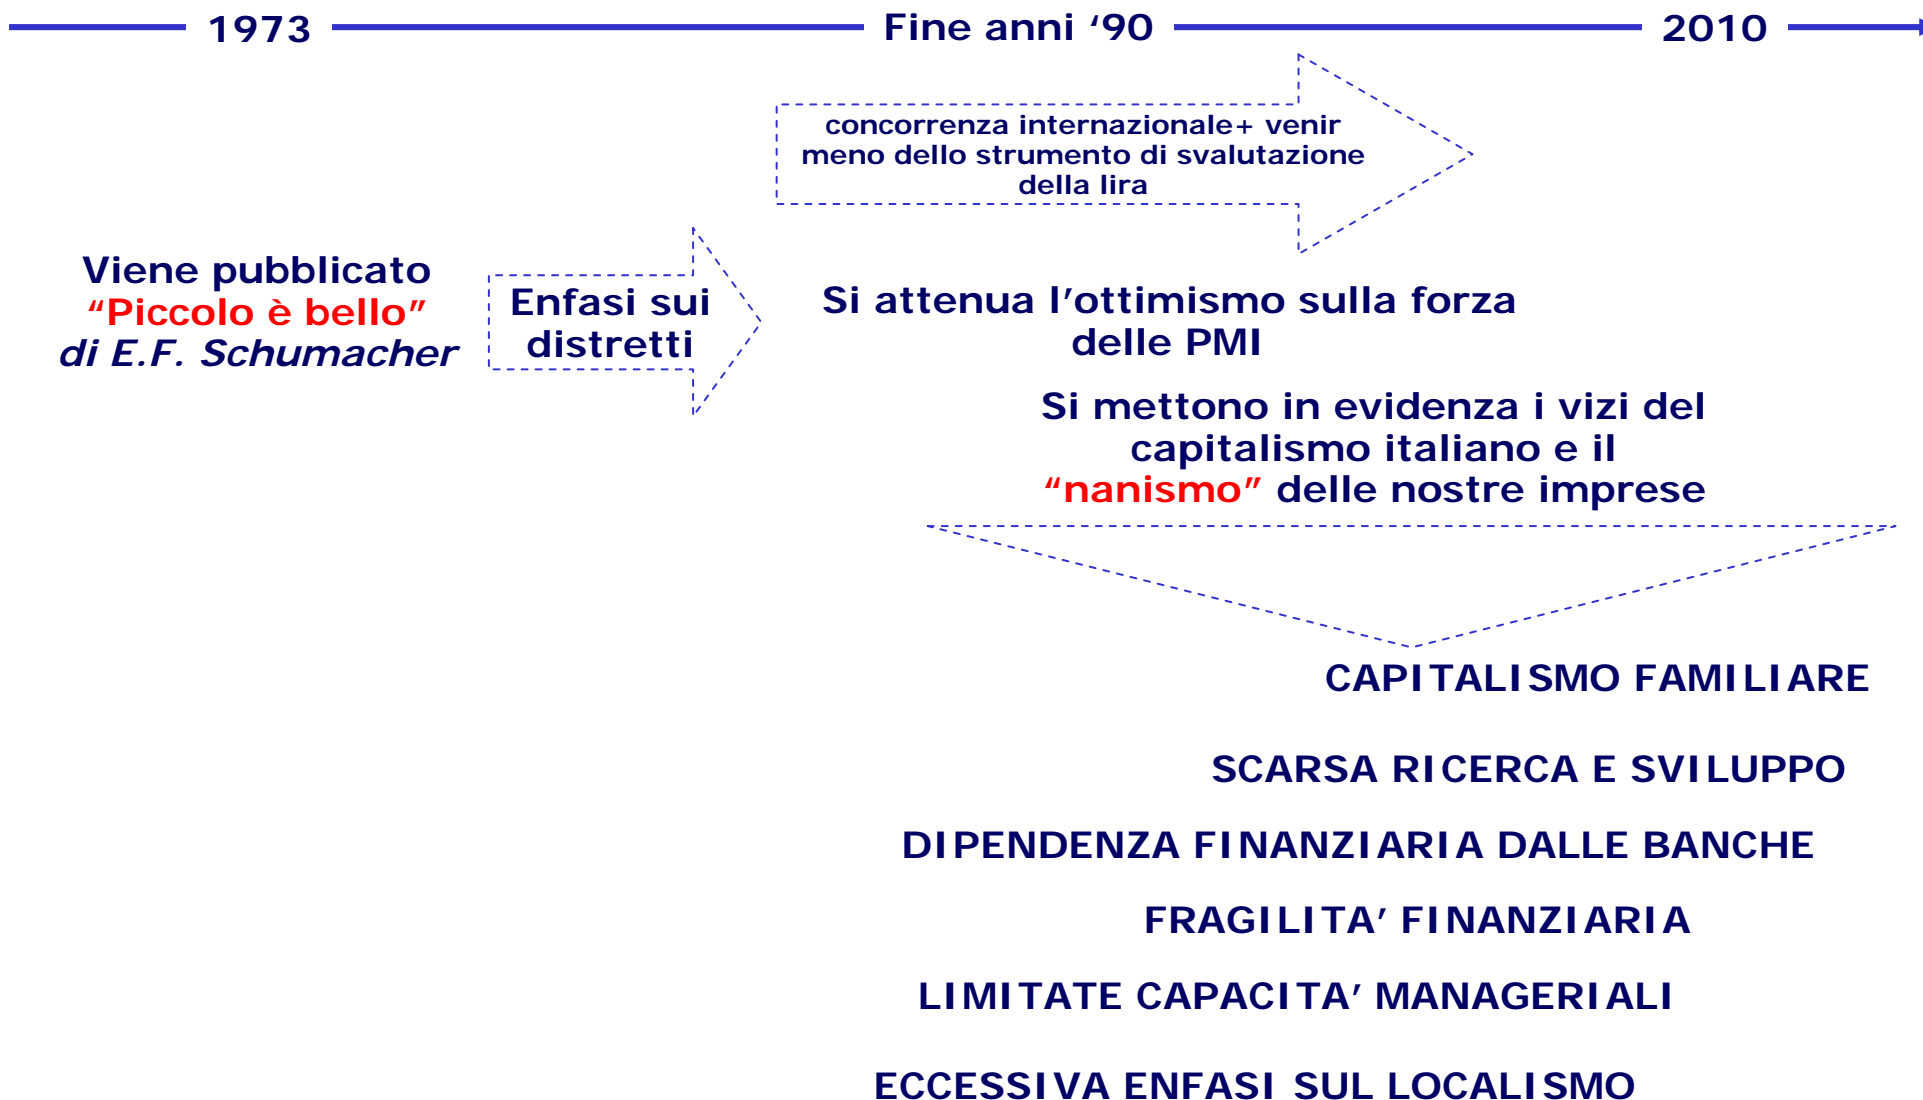 1973 Fine anni ‘90 2010
concorrenza internazionale+ venir
meno dello strumento di svalutazione
della lira
Viene pubblicato
“Piccolo è bello”
di E.F. Schumacher
Enfasi sui
distretti
Si attenua l’ottimismo sulla forza
delle PMI
Si mettono in evidenza i vizi del
capitalismo italiano e il
“nanismo” delle nostre imprese
CAPITALISMO FAMILIARE
SCARSA RICERCA E SVILUPPO
DIPENDENZA FINANZIARIA DALLE BANCHE
FRAGILITA’ FINANZIARIA
LIMITATE CAPACITA’ MANAGERIALI
ECCESSIVA ENFASI SUL LOCALISMO